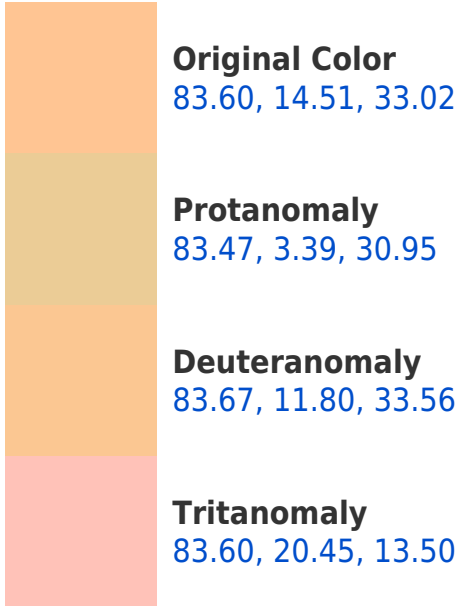 Original Color
83.60, 14.51, 33.02
Protanomaly
83.47, 3.39, 30.95
Deuteranomaly
83.67, 11.80, 33.56
Tritanomaly
83.60, 20.45, 13.50